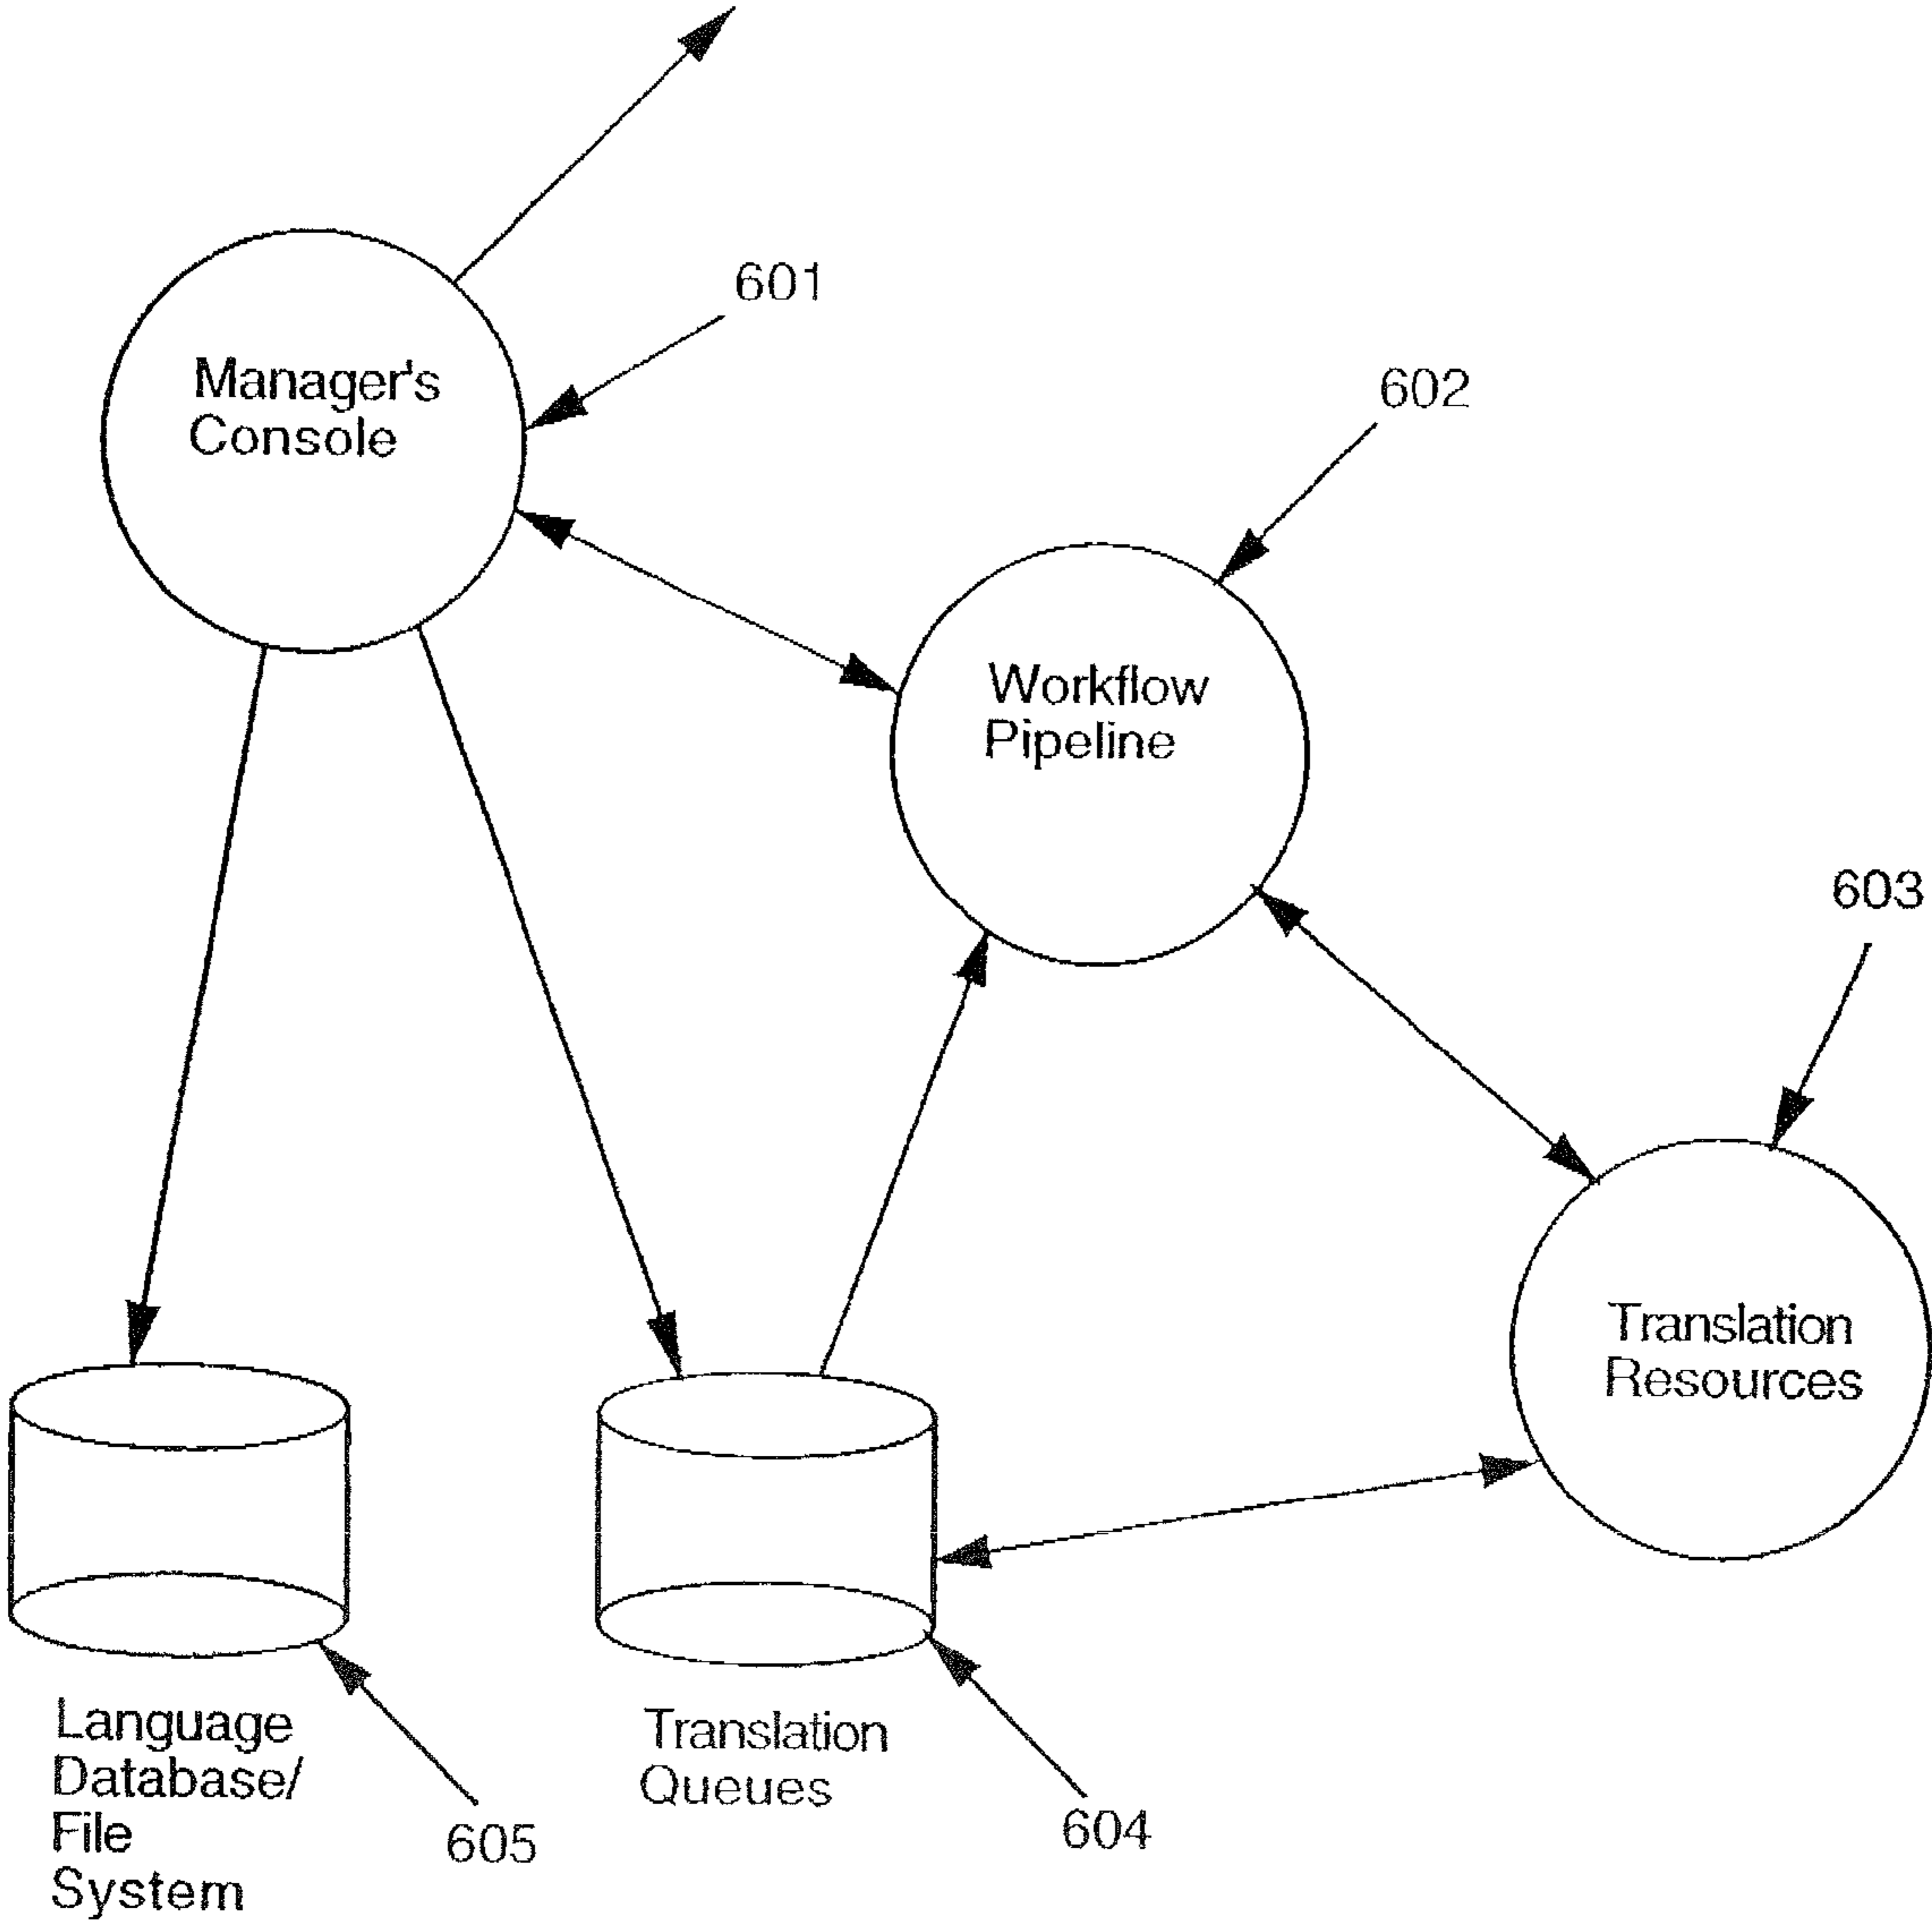 601
Manager's
Console
602
Workflow
Pipeline
603
Translation
Resources
Language
Database/
File
System
605
Translation
Queues
604